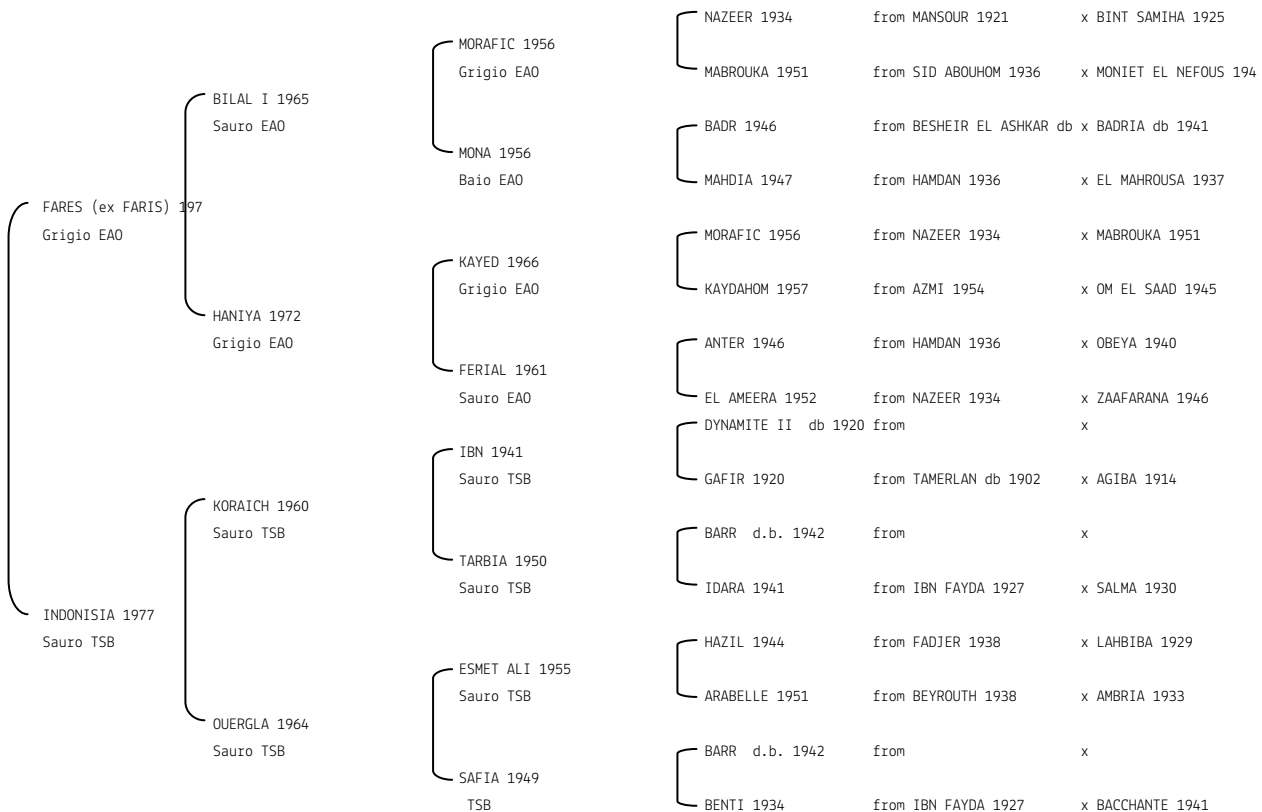 NAZEER 1934 from MANSOUR 1921 x BINT SAMIHA 1925
MORAFIC 1956
Grigio EAO MABROUKA 1951 from SID ABOUHOM 1936 x MONIET EL NEFOUS 194
BILAL I 1965
Sauro EAO BADR 1946 from BESHEIR EL ASHKAR db x BADRIA db 1941
MONA 1956
Baio EAO MAHDIA 1947 from HAMDAN 1936 x EL MAHROUSA 1937
FARES (ex FARIS) 197
Grigio EAO MORAFIC 1956 from NAZEER 1934 x MABROUKA 1951
KAYED 1966
Grigio EAO KAYDAHOM 1957 from AZMI 1954 x OM EL SAAD 1945
HANIYA 1972
Grigio EAO ANTER 1946 from HAMDAN 1936 x OBEYA 1940
FERIAL 1961
Sauro EAO EL AMEERA 1952 from NAZEER 1934 x ZAAFARANA 1946
DYNAMITE II db 1920 from x
IBN 1941
Sauro TSB GAFIR 1920 from TAMERLAN db 1902 x AGIBA 1914
KORAICH 1960
Sauro TSB BARR d.b. 1942 from x
TARBIA 1950
Sauro TSB IDARA 1941 from IBN FAYDA 1927 x SALMA 1930
INDONISIA 1977
Sauro TSB HAZIL 1944 from FADJER 1938 x LAHBIBA 1929
ESMET ALI 1955
Sauro TSB ARABELLE 1951 from BEYROUTH 1938 x AMBRIA 1933
OUERGLA 1964
Sauro TSB BARR d.b. 1942 from x
SAFIA 1949
TSB BENTI 1934 from IBN FAYDA 1927 x BACCHANTE 1941